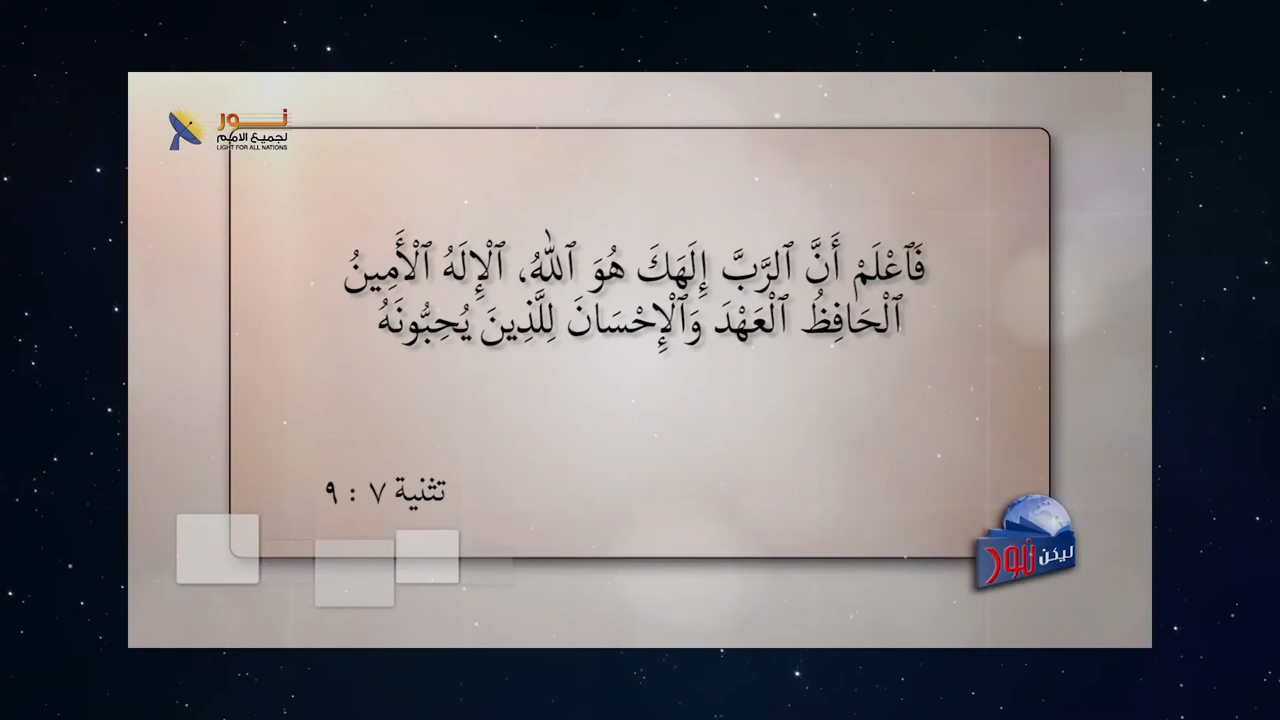 نور
لجميع الامم
LIGHT FOR ALL NATIONS
فَٱعْلَمْ أَنَّ ٱلرَّبَّ إِلَهَكَ هُوَ ٱللهُ، ٱلْإِلَهُ ٱلْأَمِينُ
ٱلْحَافِظُ ٱلْعَهْدَ وَٱلْإِحْسَانَ لِلَّذِينَ يُحِبُّونَهُ
تثنية ٧ : ٩
ليكن نور